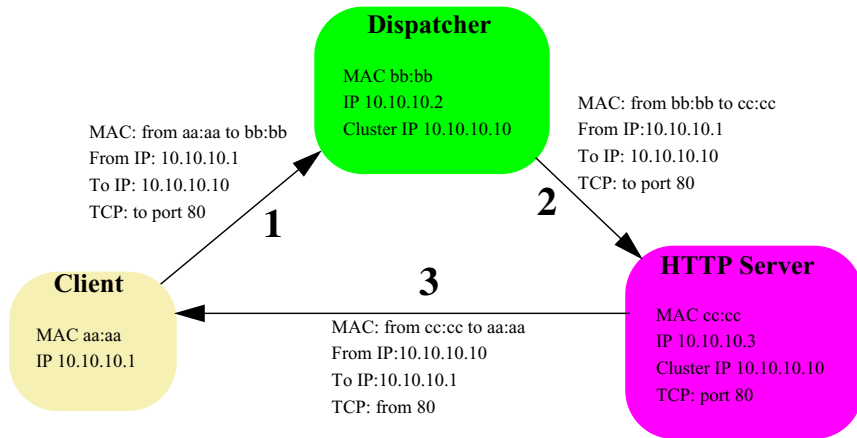 Dispatcher
MAC bb:bb
IP 10.10.10.2
Cluster IP 10.10.10.10
MAC: from aa:aa to bb:bb
From IP: 10.10.10.1
To IP: 10.10.10.10
TCP: to port 80
1
MAC: from bb:bb to cc:cc
From IP:10.10.10.1
To IP: 10.10.10.10
TCP: to port 80
2
Client
MAC aa:aa
IP 10.10.10.1
3
MAC: from cc:cc to aa:aa
From IP:10.10.10.10
To IP:10.10.10.1
TCP: from 80
HTTP Server
MAC cc:cc
IP 10.10.10.3
Cluster IP 10.10.10.10
TCP: port 80